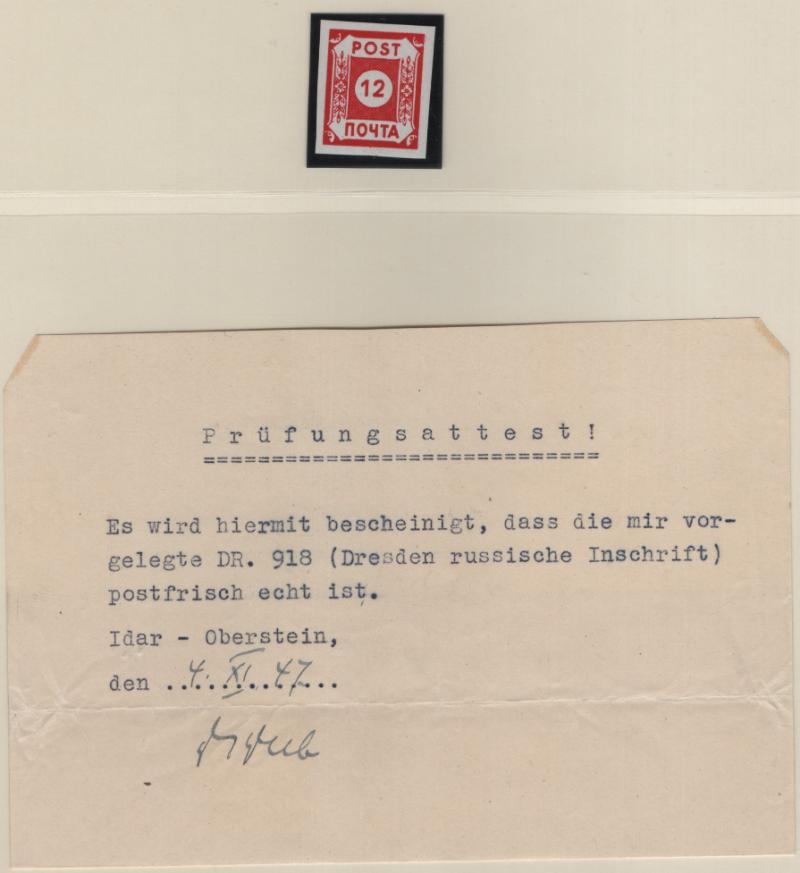 POST
12
ПОЧТА
Prüfungsattest!
Es wird hiermit bescheinigt, dass die mir vor-
gelegte DR. 918 (Dresden russische Inschrift)
postfrisch echt ist.
Idar - Oberstein,
den ..4. XI. 47...